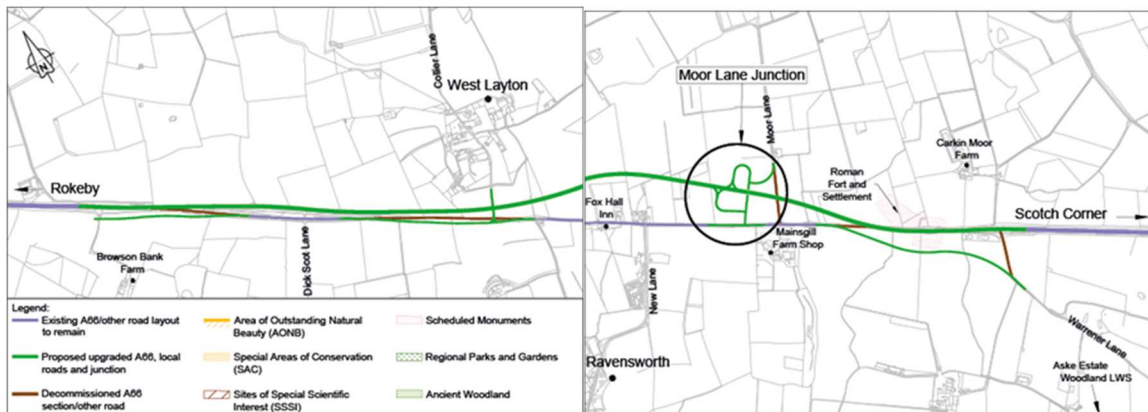 N
Collier Lane
West Layton
Rokeby
Browson Bank
Farm
Dick Scot Lane
Legend:
Existing A66/other road layout
to remain
Proposed upgraded A66, local
roads and junction
Decommissioned A66
section/other road
Area of Outstanding Natural
Beauty (AONB)
Special Areas of Conservation
(SAC)
Sites of Special Scientific
Interest (SSSI)
Scheduled Monuments
Regional Parks and Gardens
Ancient Woodland
Moor Lane Junction
Moor Lane
Carkin Moor
Farm
Roman
Fort and
Settlement
Scotch Corner
Fox Hall
Inn
Mainsgill
Farm Shop
New Lane
Ravensworth
Warrener Lane
Aske Estate
Woodland LWS